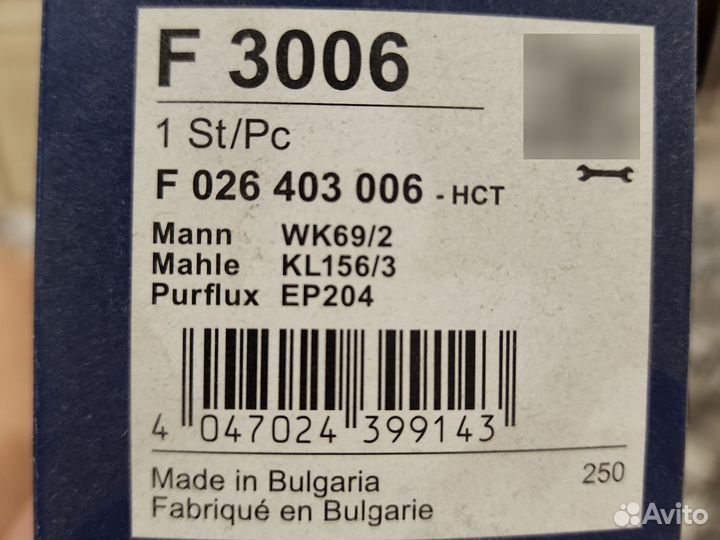 F 3006
1 St/Pc
F 026 403 006 - HCT
Mann WK69/2
Mahle KL156/3
Purflux EP204
4 047024 399143
Made in Bulgaria 250
Fabriqué en Bulgarie
Avito